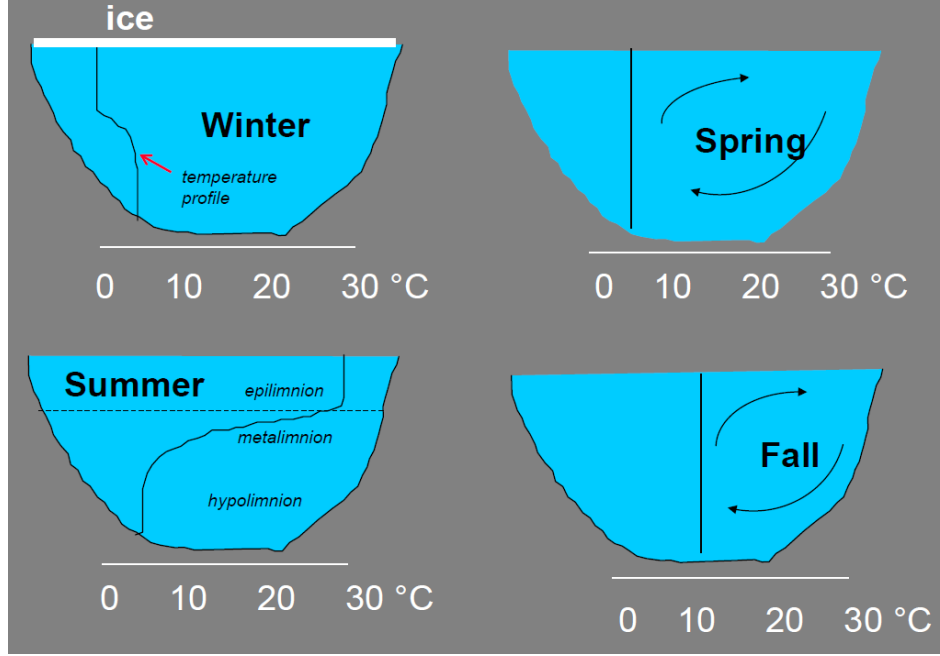 ice
Winter
temperature
profile
0 10 20 30 °C
Spring
0 10 20 30 °C
Summer
epilimnion
metalimnion
hypolimnion
0 10 20 30 °C
Fall
0 10 20 30 °C